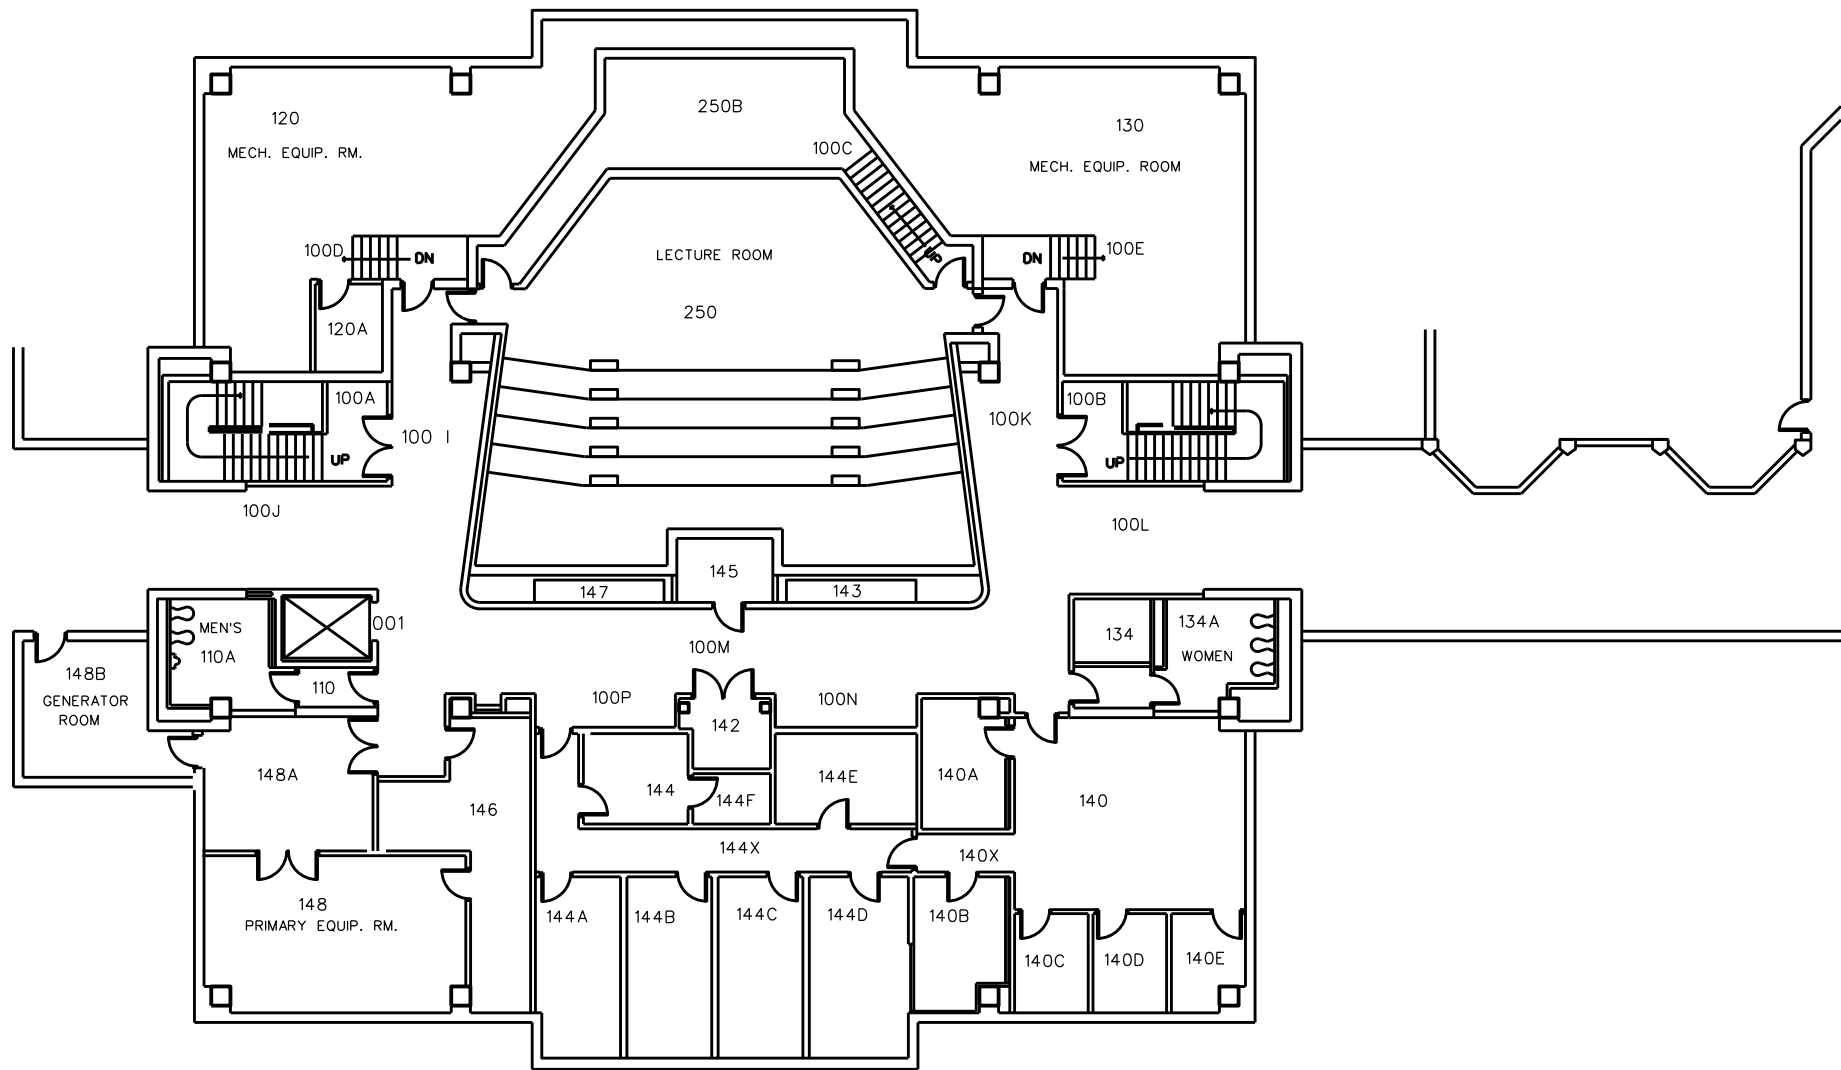 250B
120
130
100C
MECH. EQUIP. RM.
MECH. EQUIP. ROOM
100D
DN
LECTURE ROOM
UP
DN
100E
250
120A
100A
100B
100 I
100K
UP
UP
100J
100L
145
147
143
MEN'S
001
134A
134
110A
100M
WOMEN
148B
110
GENERATOR
ROOM
100P
100N
142
148A
144
144E
140A
144F
146
140
144X
140X
148
144A
144B
144C
144D
140B
PRIMARY EQUIP. RM.
140C
140D
140E